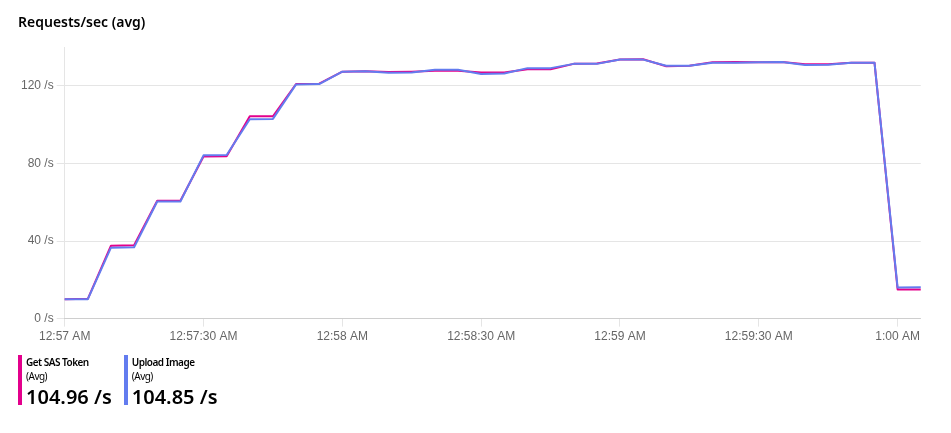 Requests/sec (avg)
120 /s
80 /s
40 /s
0 /s
12:57 AM 12:57:30 AM 12:58 AM 12:58:30 AM 12:59 AM 12:59:30 AM 1:00 AM
Get SAS Token Upload Image
(Avg) (Avg)
104.96 /s 104.85 /s